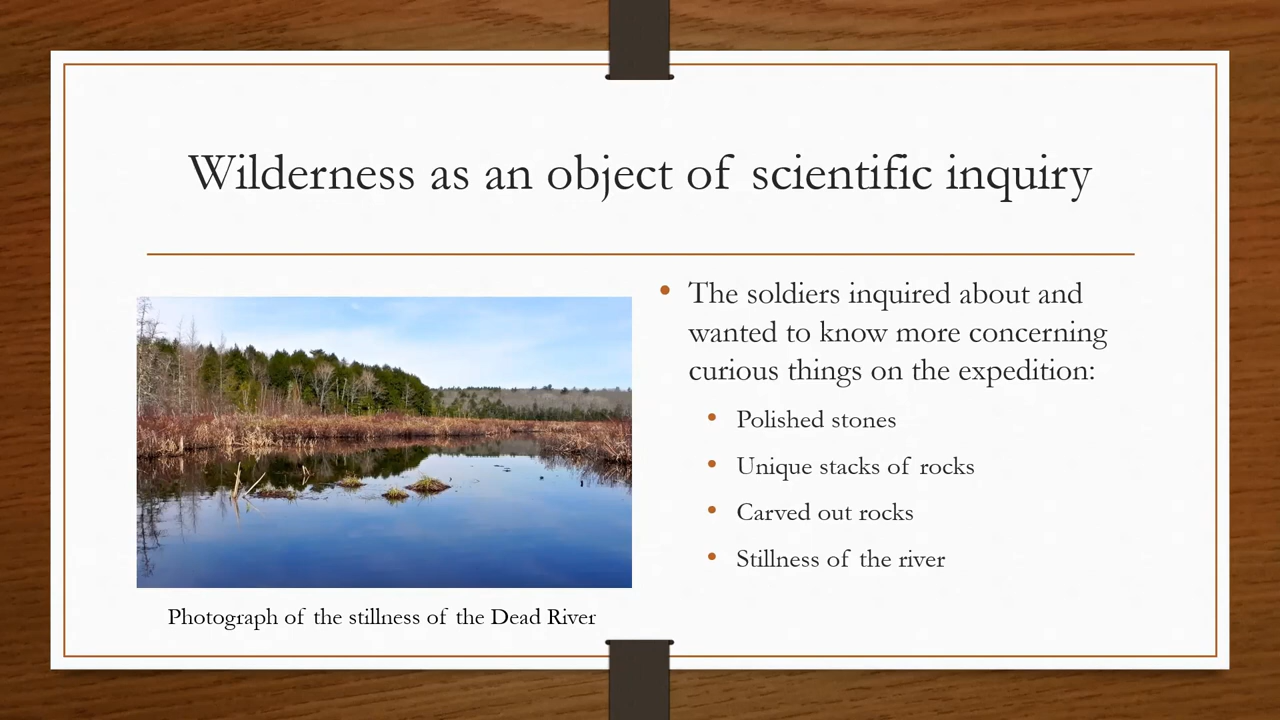 Wilderness as an object of scientific inquiry
The soldiers inquired about and
wanted to know more concerning
curious things on the expedition:
Polished stones
Unique stacks of rocks
Carved out rocks
Stillness of the river
Photograph of the stillness of the Dead River